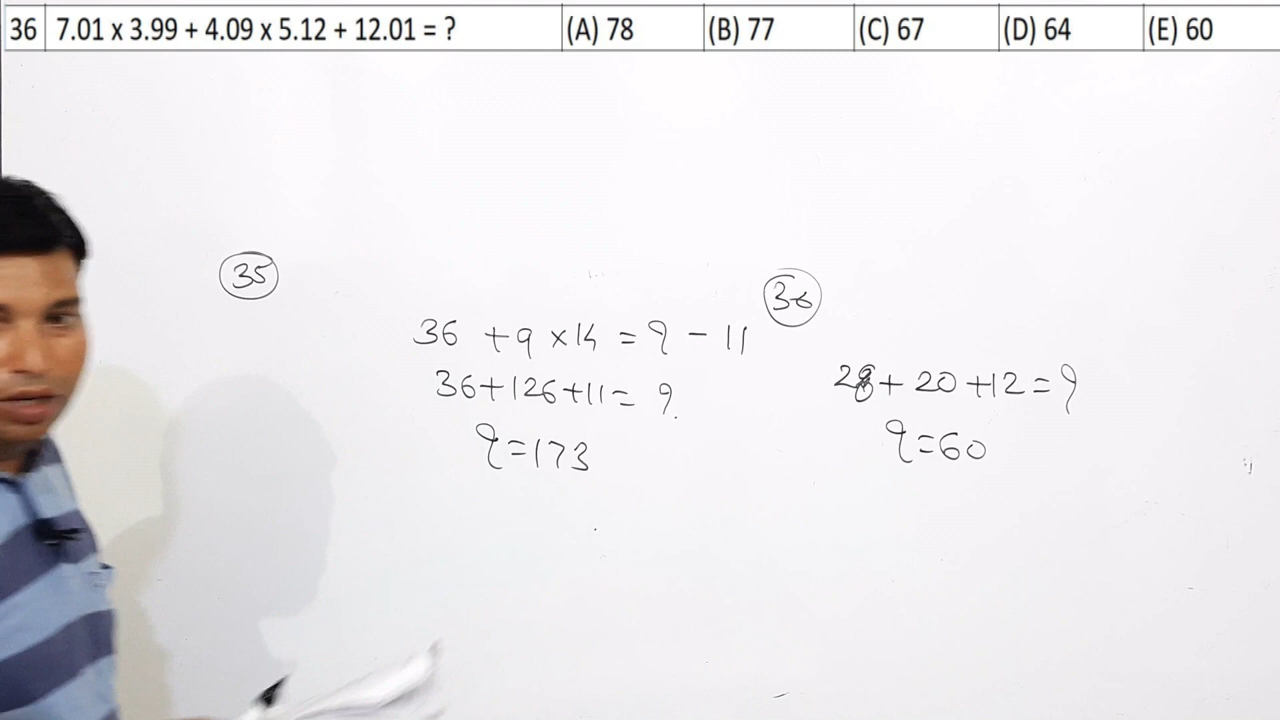 36 7.01 x 3.99 + 4.09 x 5.12 + 12.01 = ? (A) 78 (B) 77 (C) 67 (D) 64 (E) 60
35
36 + 9 x 14 = ? - 11
36 + 126 + 11 = ?
? = 173
36
28 + 20 + 12 = ?
? = 60